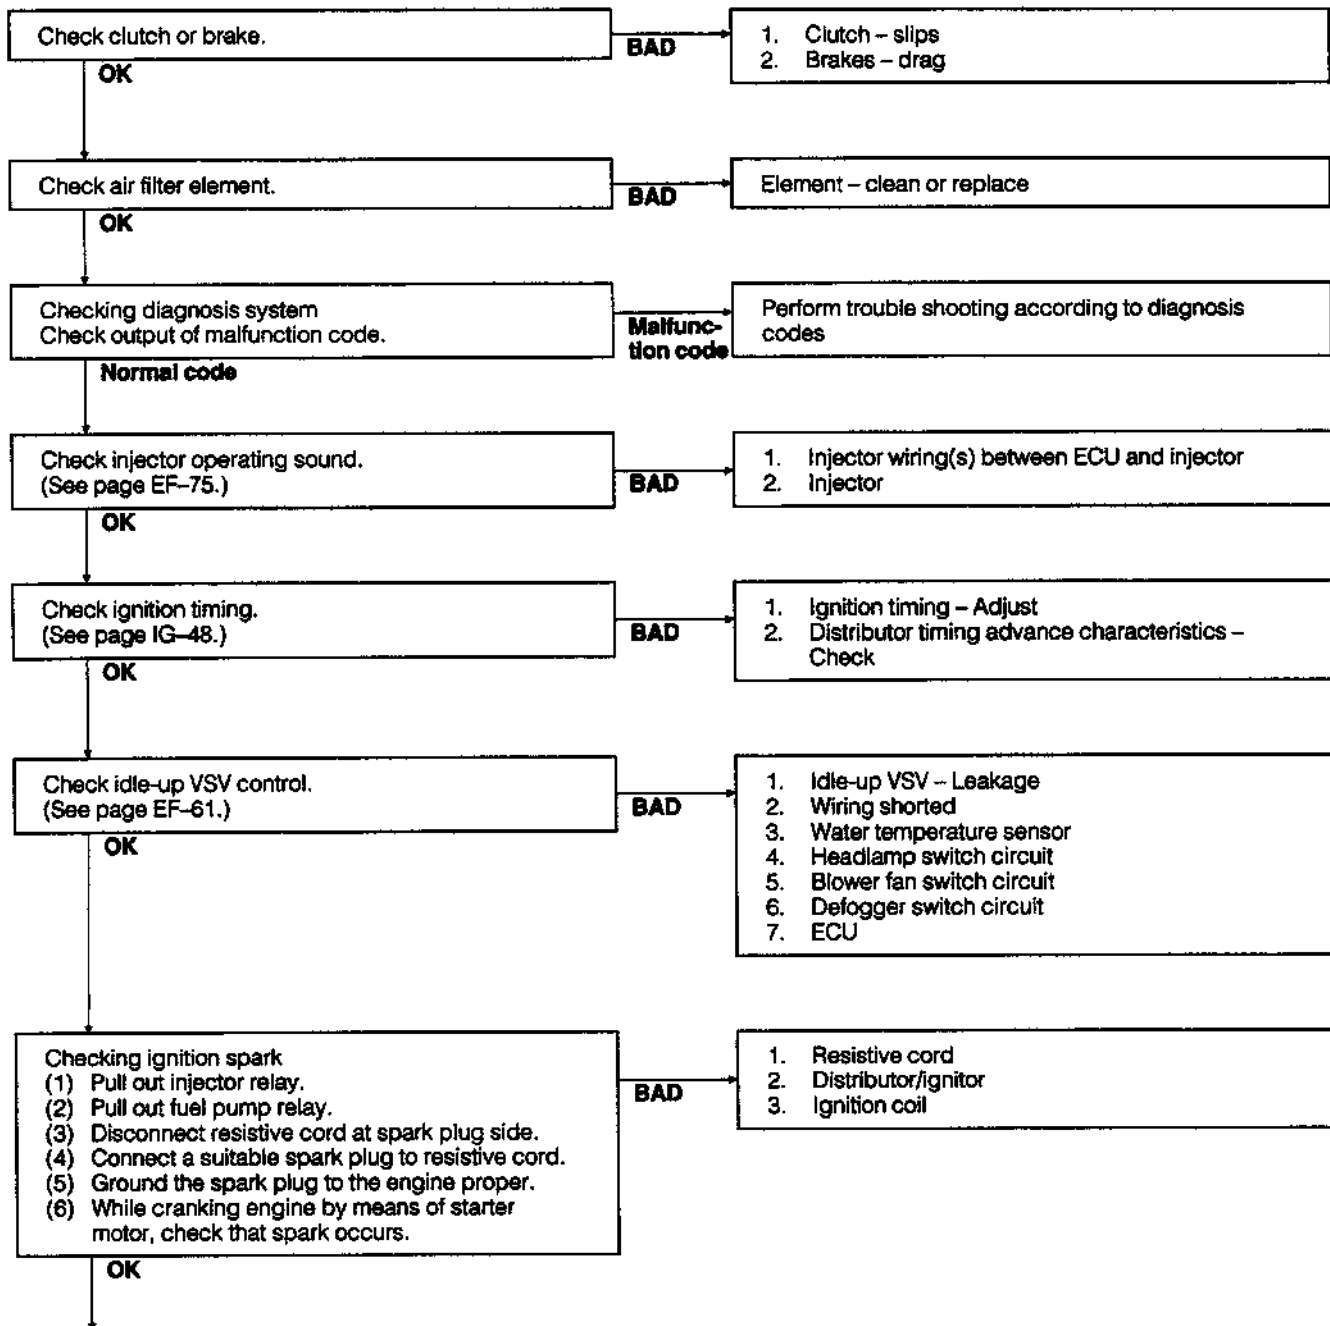 Check clutch or brake.
BAD
1. Clutch – slips
2. Brakes – drag
OK
Check air filter element.
BAD
Element – clean or replace
OK
Checking diagnosis system
Check output of malfunction code.
Malfunc-
tion code
Perform trouble shooting according to diagnosis
codes
Normal code
Check injector operating sound.
(See page EF–75.)
BAD
1. Injector wiring(s) between ECU and injector
2. Injector
OK
Check ignition timing.
(See page IG–48.)
BAD
1. Ignition timing – Adjust
2. Distributor timing advance characteristics –
Check
OK
Check idle-up VSV control.
(See page EF–61.)
BAD
1. Idle-up VSV – Leakage
2. Wiring shorted
3. Water temperature sensor
4. Headlamp switch circuit
5. Blower fan switch circuit
6. Defogger switch circuit
7. ECU
OK
Checking ignition spark
(1) Pull out injector relay.
(2) Pull out fuel pump relay.
(3) Disconnect resistive cord at spark plug side.
(4) Connect a suitable spark plug to resistive cord.
(5) Ground the spark plug to the engine proper.
(6) While cranking engine by means of starter
motor, check that spark occurs.
BAD
1. Resistive cord
2. Distributor/ignitor
3. Ignition coil
OK